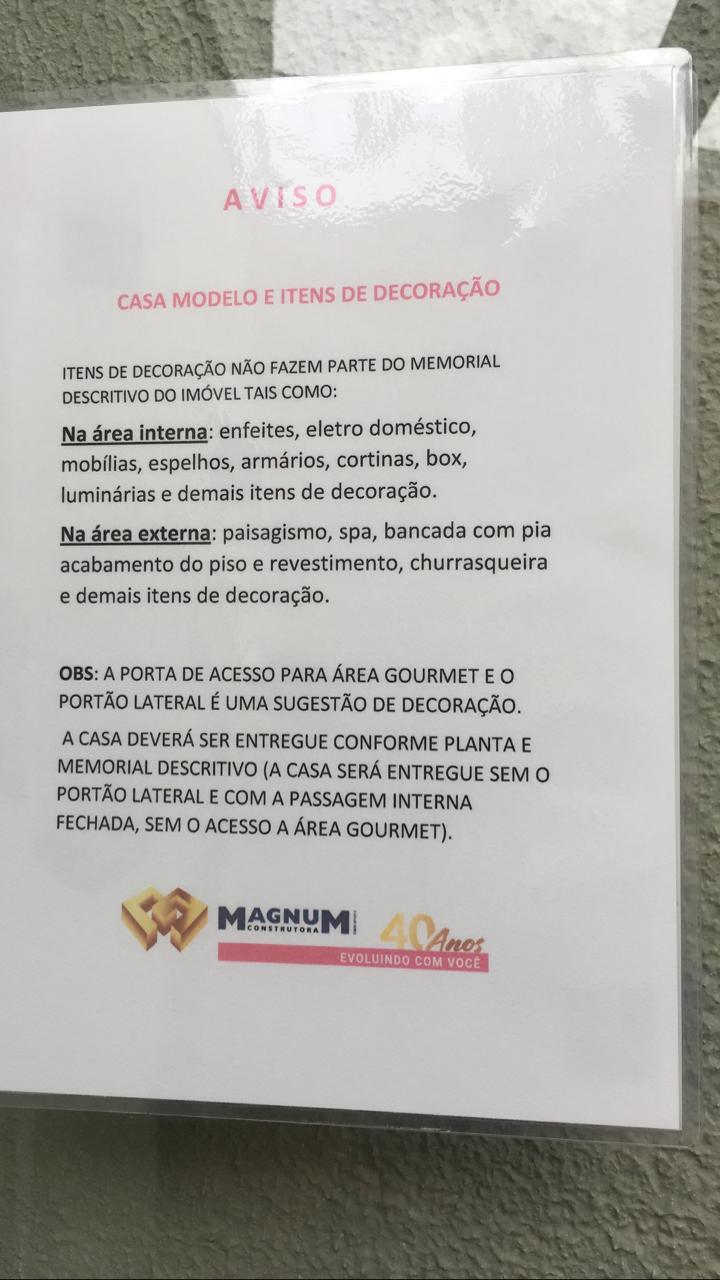 AVISO
CASA MODELO E ITENS DE DECORAÇÃO
ITENS DE DECORAÇÃO NÃO FAZEM PARTE DO MEMORIAL
DESCRITIVO DO IMÓVEL TAIS COMO:
Na área interna: enfeites, eletro doméstico,
mobílias, espelhos, armários, cortinas, box,
luminárias e demais itens de decoração.
Na área externa: paisagismo, spa, bancada com pia
acabamento do piso e revestimento, churrasqueira
e demais itens de decoração.
OBS: A PORTA DE ACESSO PARA ÁREA GOURMET E O
PORTÃO LATERAL É UMA SUGESTÃO DE DECORAÇÃO.
A CASA DEVERÁ SER ENTREGUE CONFORME PLANTA E
MEMORIAL DESCRITIVO (A CASA SERÁ ENTREGUE SEM O
PORTÃO LATERAL E COM A PASSAGEM INTERNA
FECHADA, SEM O ACESSO A ÁREA GOURMET).
MAGNUM
CONSTRUTORA
40 Anos
EVOLUINDO COM VOCÊ